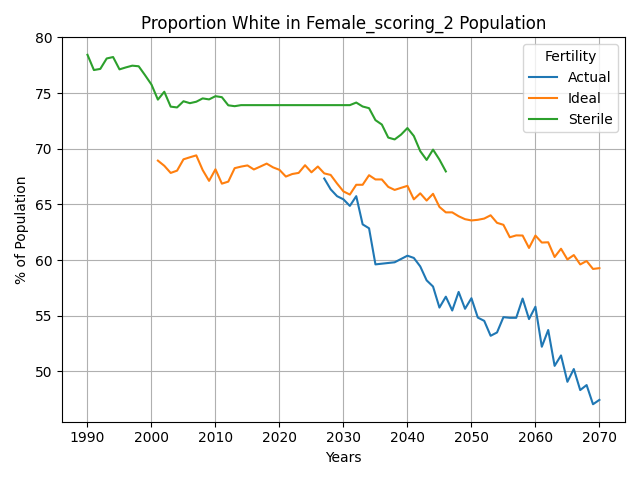 Proportion White in Female_scoring_2 Population
% of Population
80
75
70
65
60
55
50
Fertility
Actual
Ideal
Sterile
1990
2000
2010
2020
2030
2040
2050
2060
2070
Years